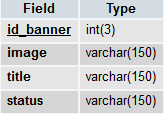 Field Type
id_banner int(3)
image varchar(150)
title varchar(150)
status varchar(150)